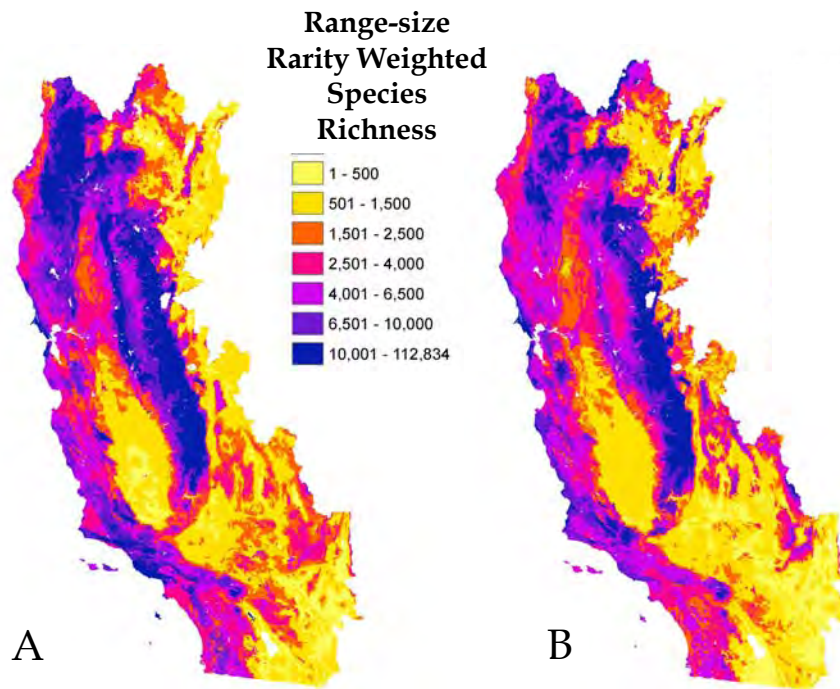 Range-size
Rarity Weighted
Species
Richness
1 - 500
501 - 1,500
1,501 - 2,500
2,501 - 4,000
4,001 - 6,500
6,501 - 10,000
10,001 - 112,834
A
B